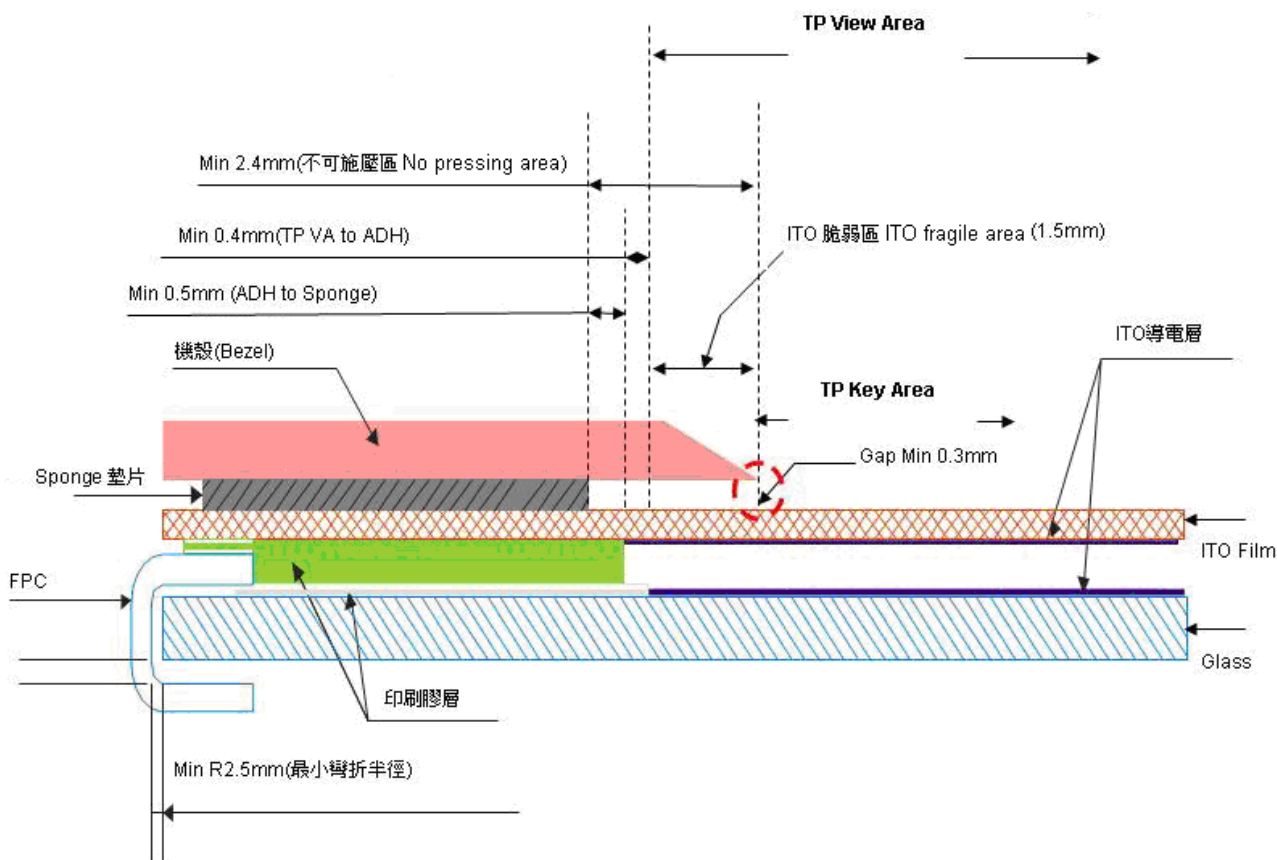 TP View Area
Min 2.4mm(不可施壓區 No pressing area)
Min 0.4mm(TP VA to ADH)
ITO 脆弱區 ITO fragile area (1.5mm)
Min 0.5mm (ADH to Sponge)
ITO導電層
機殼(Bezel)
TP Key Area
Gap Min 0.3mm
Sponge 墊片
ITO Film
FPC
Glass
印刷膠層
Min R2.5mm(最小彎折半徑)